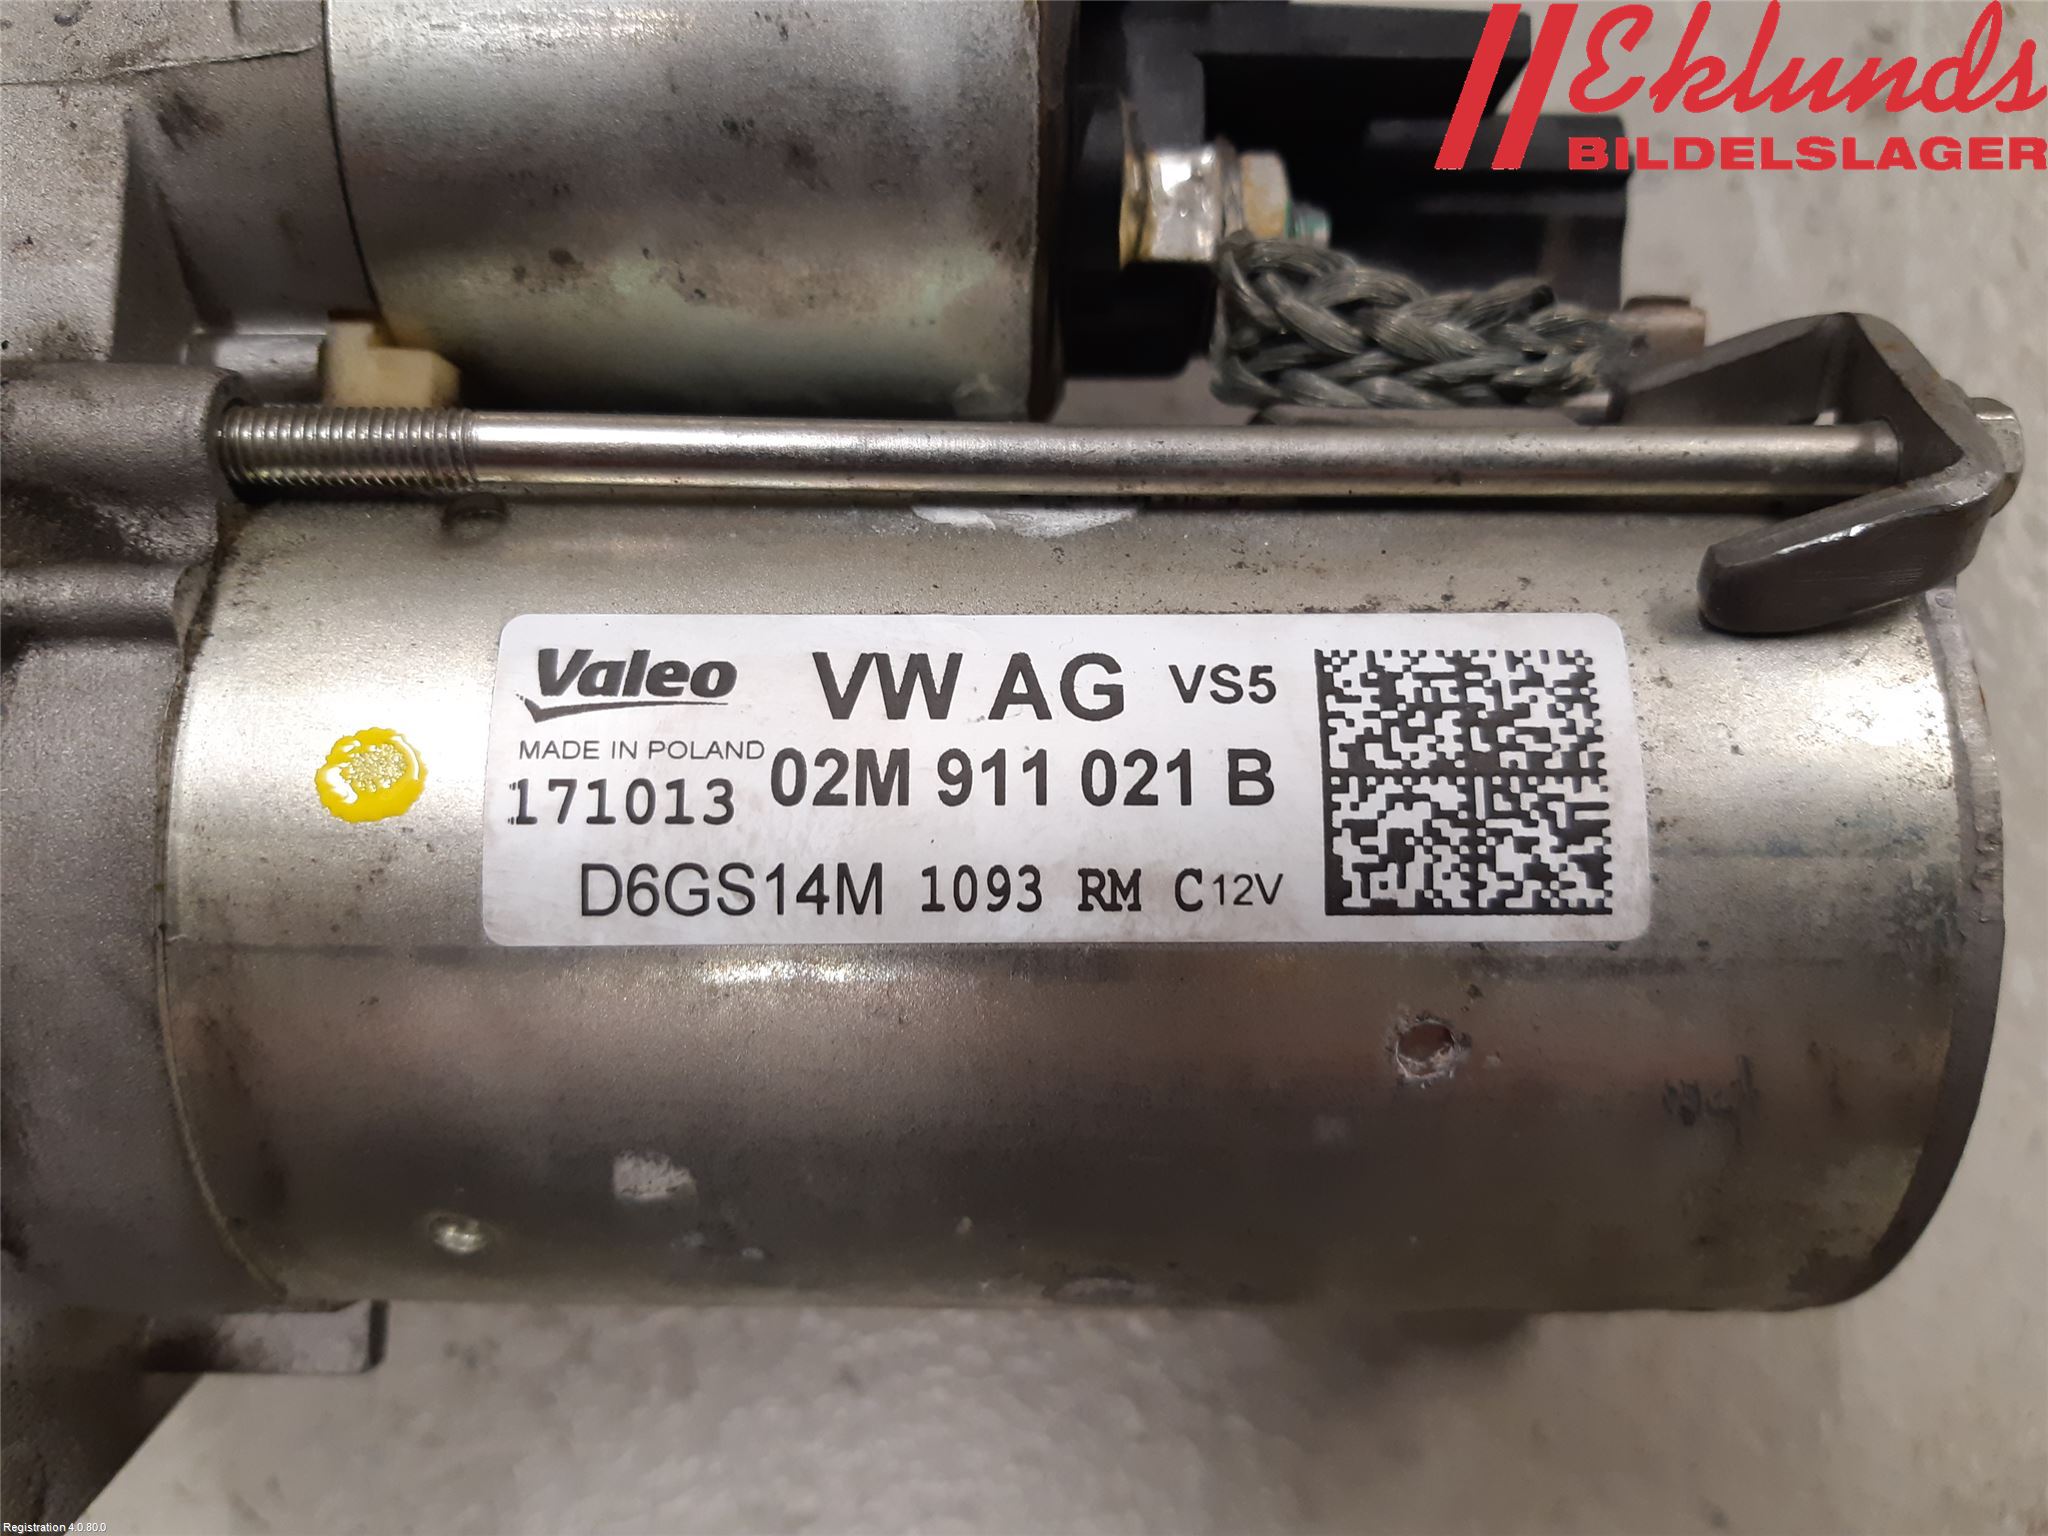 Eklunds
BILDELSLAGER
Valeo VW AG VS5
MADE IN POLAND
171013 02M 911 021 B
D6GS14M 1093 RM C 12V
Registration 4.0.80.0